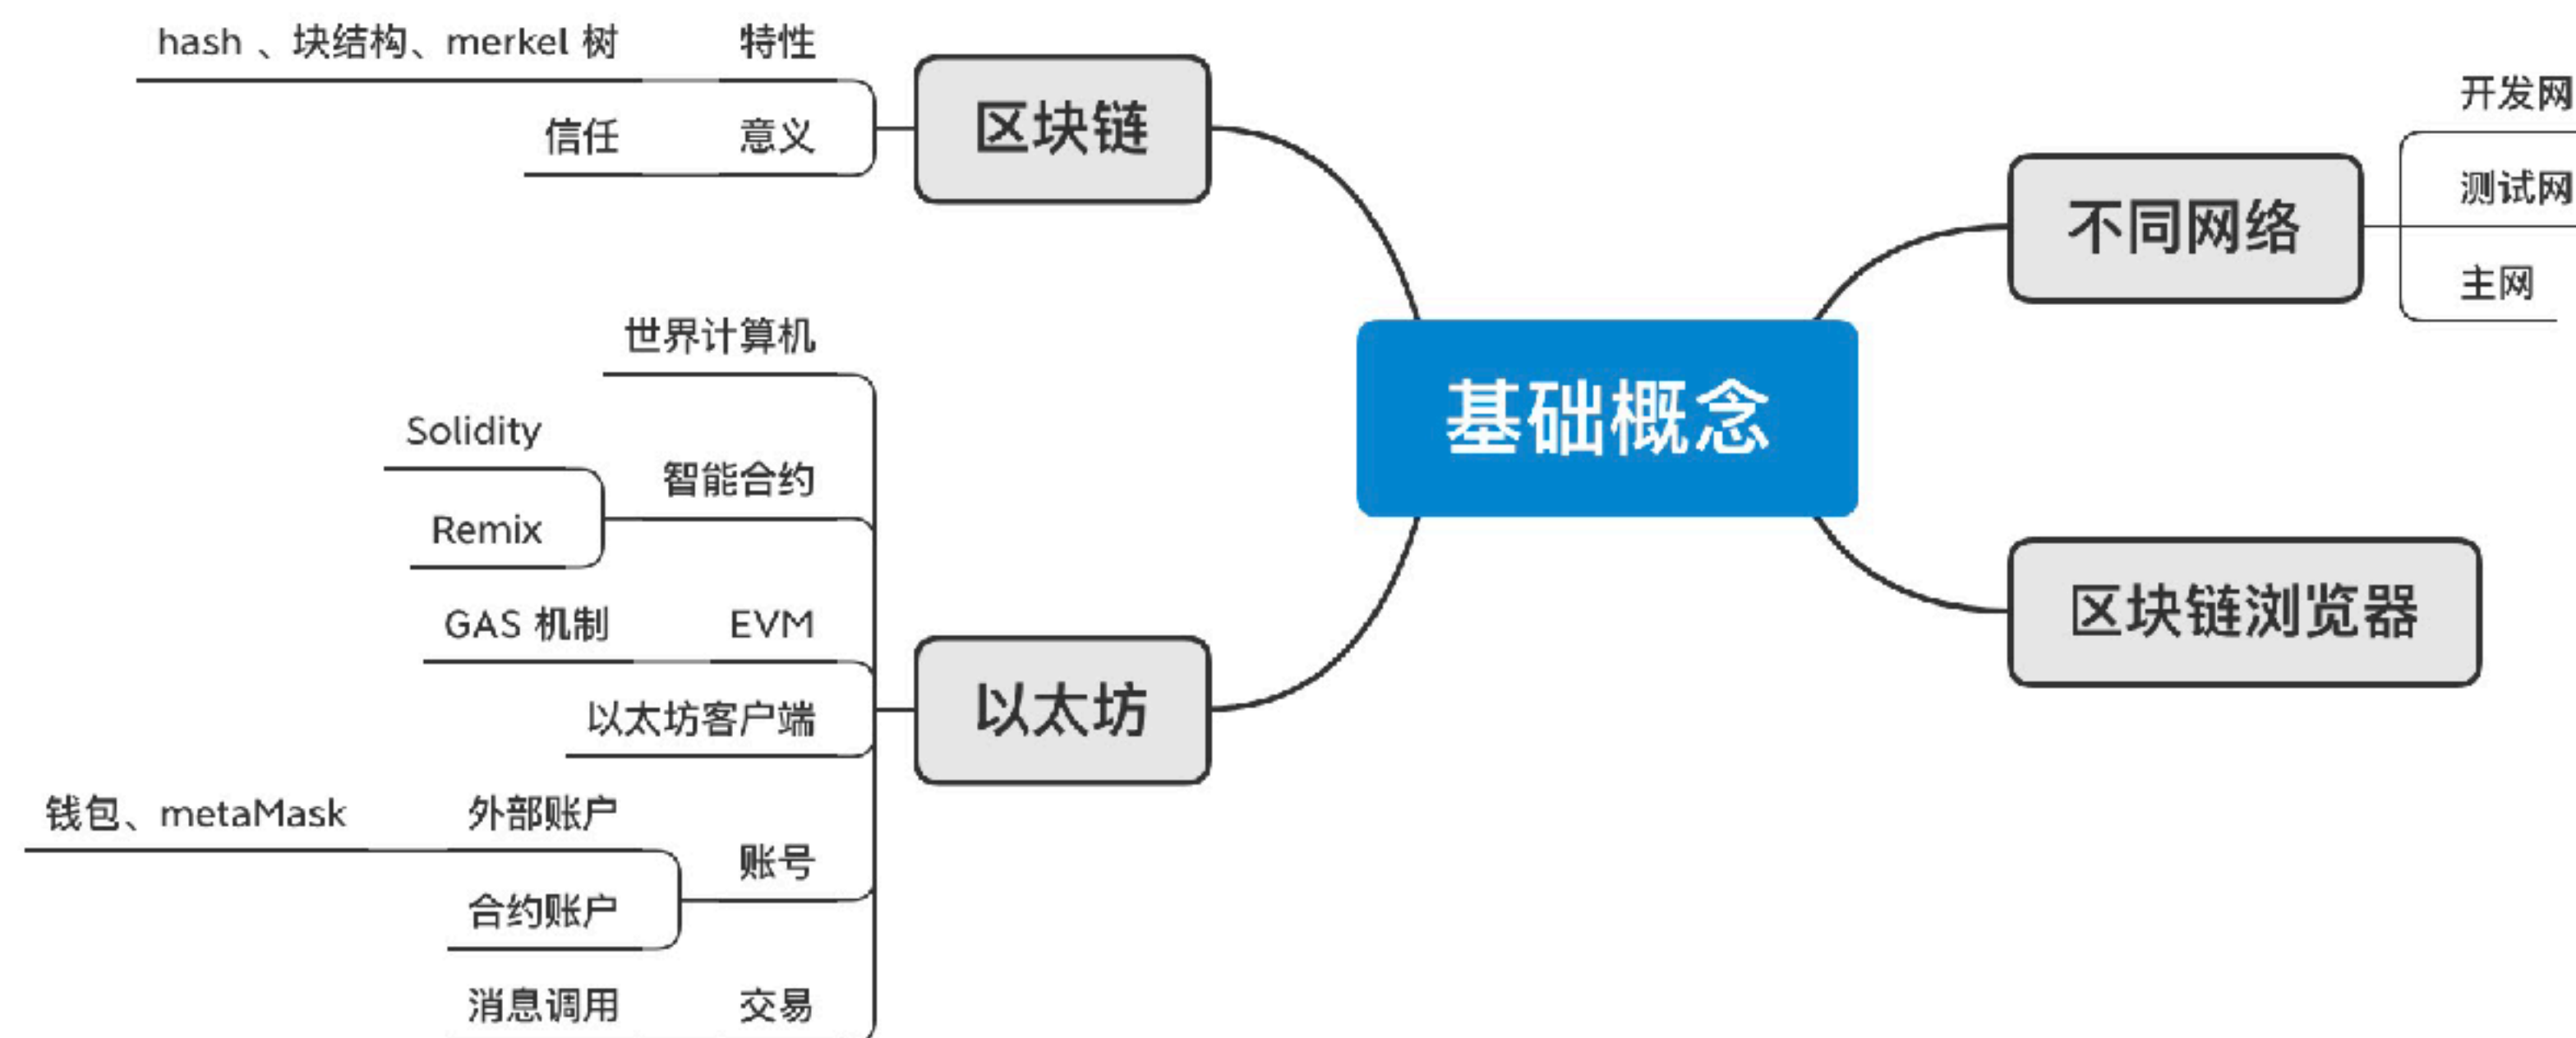 hash 、块结构、merkel 树
特性
信任
意义
区块链
世界计算机
Solidity
Remix
智能合约
GAS 机制
EVM
以太坊客户端
钱包、metaMask
外部账户
合约账户
账号
消息调用
交易
以太坊
基础概念
不同网络
开发网
测试网
主网
区块链浏览器